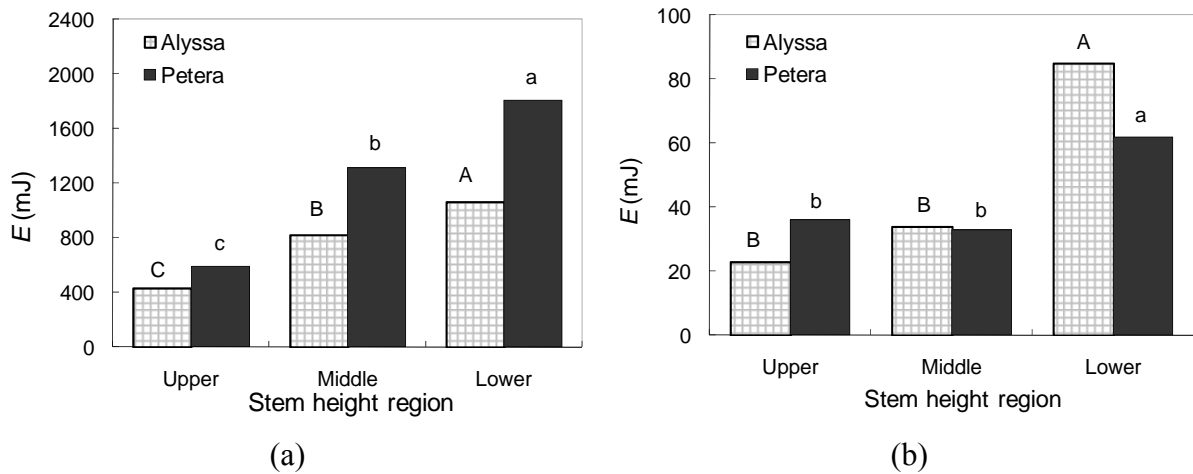 2400
2000
1600
1200
800
400
0
E (mJ)
Alyssa
Petera
C
c
B
b
A
a
Upper
Middle
Lower
Stem height region
(a)
100
80
60
40
20
0
E (mJ)
Alyssa
Petera
B
b
B
b
A
a
Upper
Middle
Lower
Stem height region
(b)